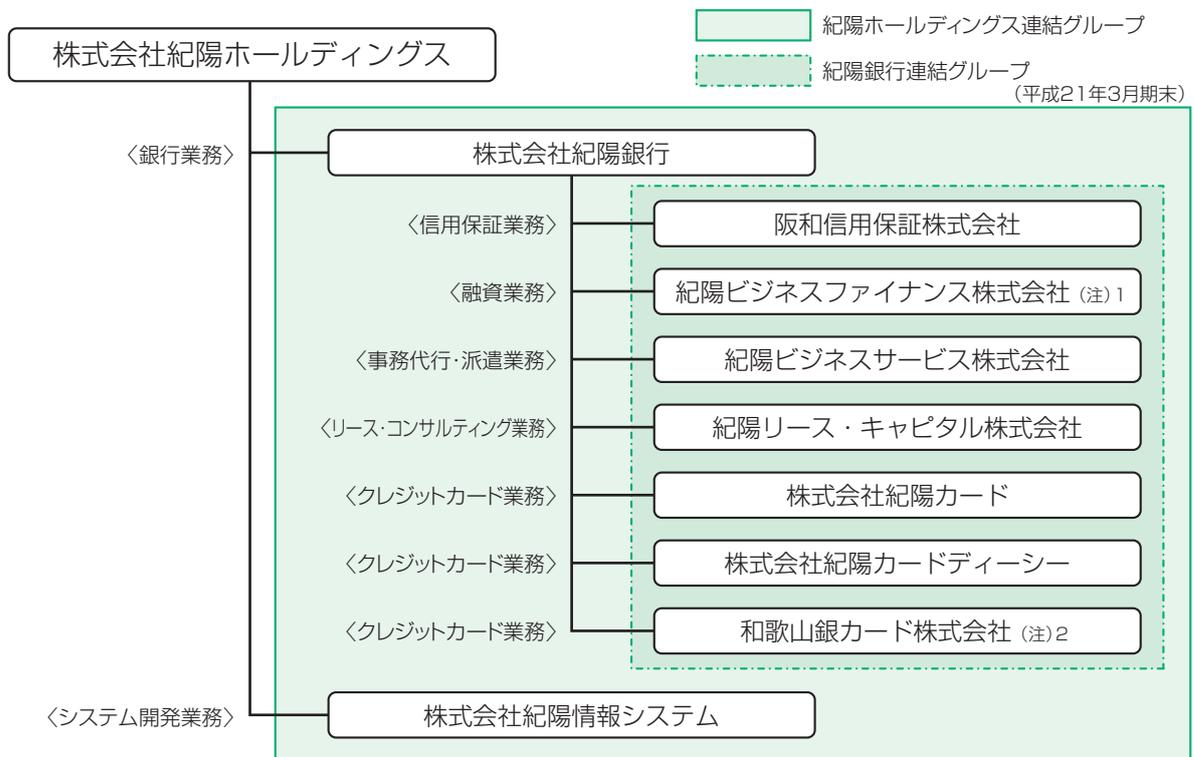 株式会社紀陽ホールディングス
紀陽ホールディングス連結グループ
紀陽銀行連結グループ
（平成21年3月期末）
〈銀行業務〉
株式会社紀陽銀行
〈信用保証業務〉
阪和信用保証株式会社
〈融資業務〉
紀陽ビジネスファイナンス株式会社（注）1
〈事務代行・派遣業務〉
紀陽ビジネスサービス株式会社
〈リース・コンサルティング業務〉
紀陽リース・キャピタル株式会社
〈クレジットカード業務〉
株式会社紀陽カード
〈クレジットカード業務〉
株式会社紀陽カードディーシー
〈クレジットカード業務〉
和歌山銀カード株式会社（注）2
〈システム開発業務〉
株式会社紀陽情報システム